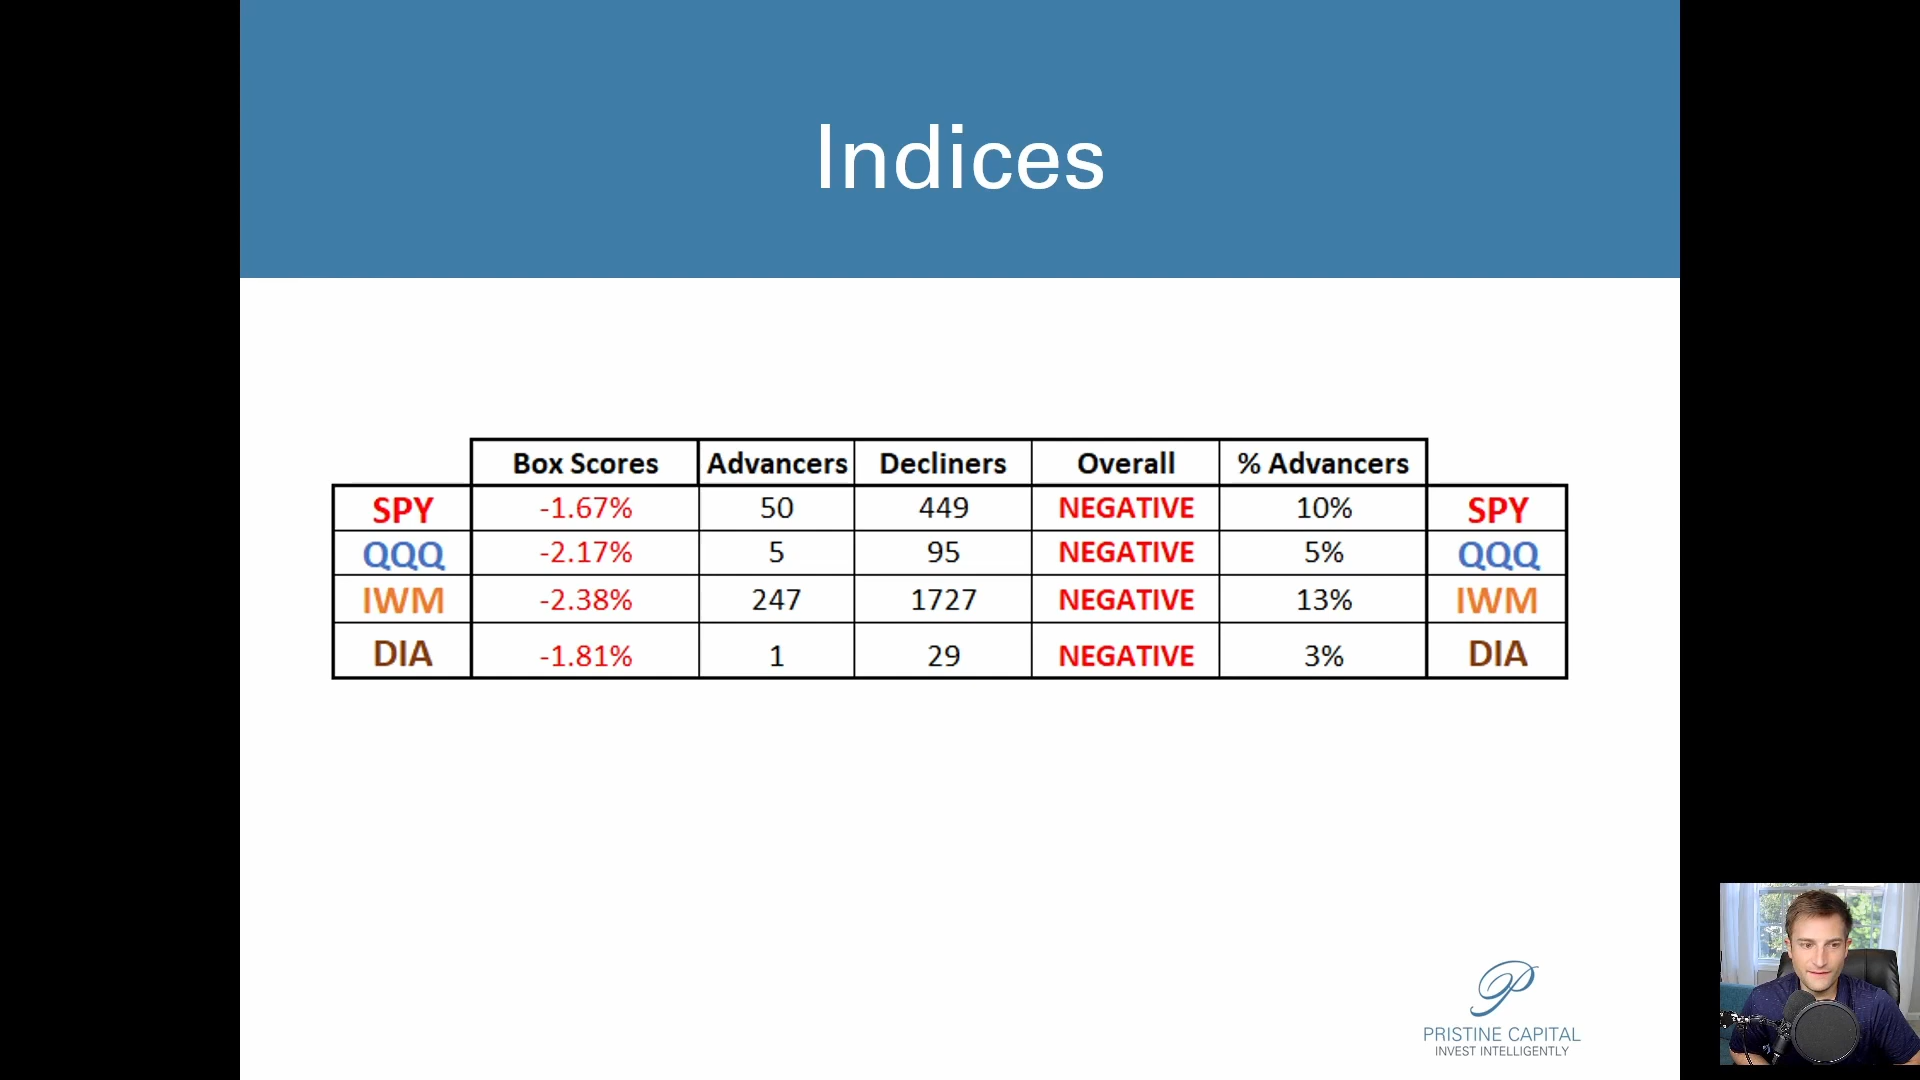 Indices
Box Scores Advancers Decliners Overall % Advancers
SPY -1.67% 50 449 NEGATIVE 10% SPY
QQQ -2.17% 5 95 NEGATIVE 5% QQQ
IWM -2.38% 247 1727 NEGATIVE 13% IWM
DIA -1.81% 1 29 NEGATIVE 3% DIA
P
PRISTINE CAPITAL
INVEST INTELLIGENTLY